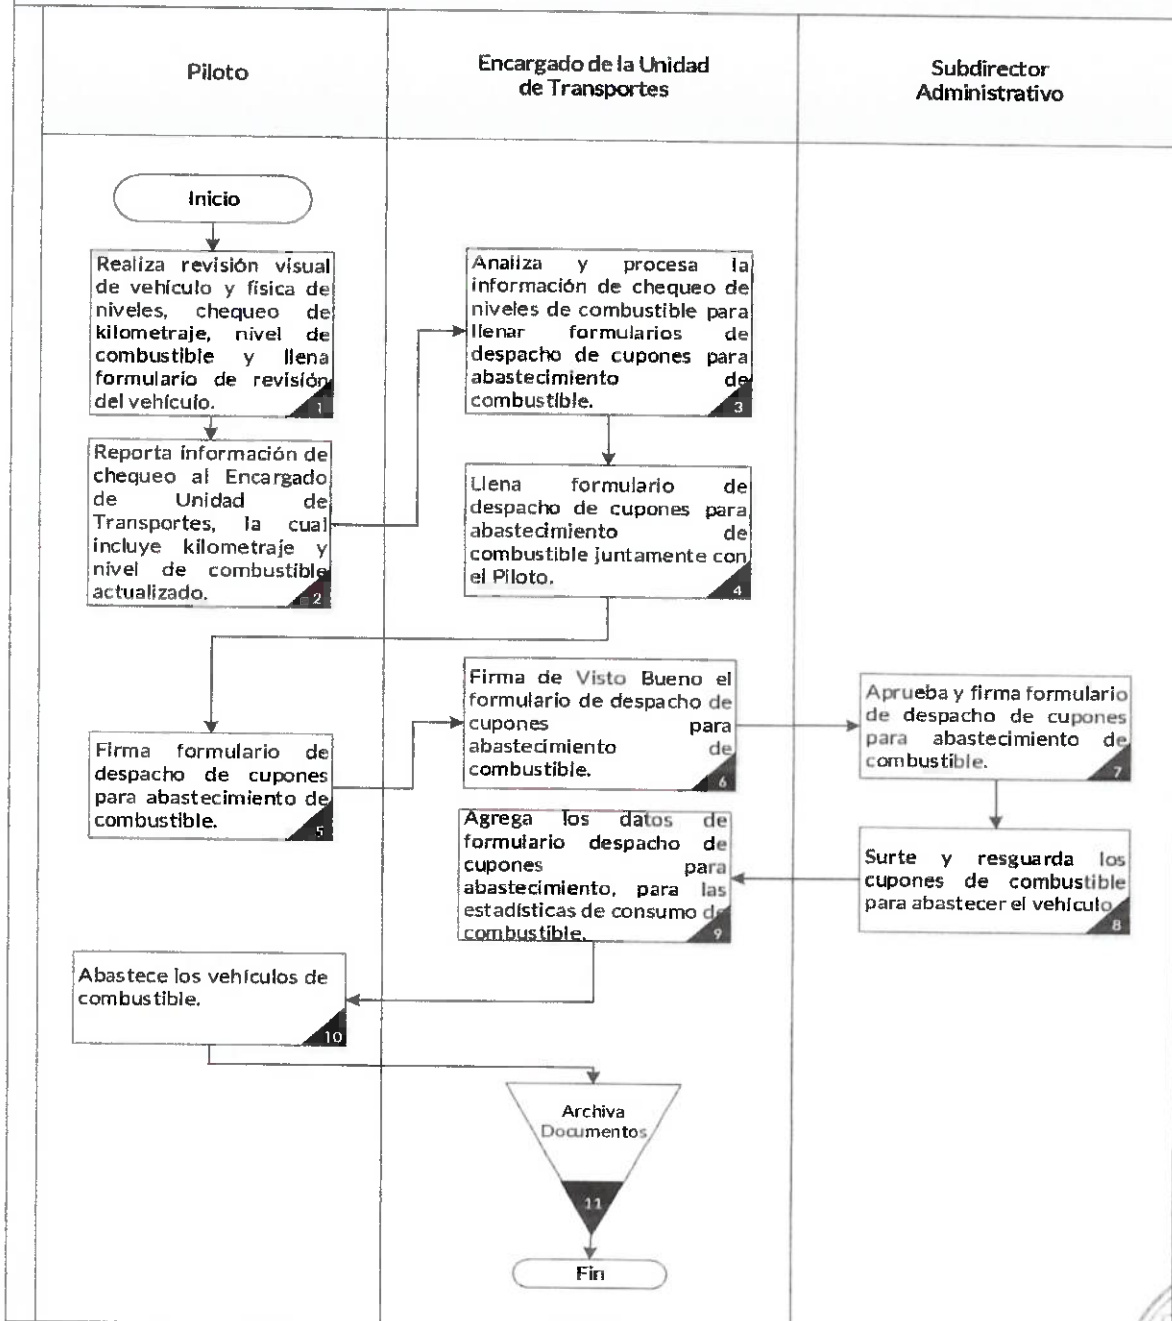 Piloto
Encargado de la Unidad
de Transportes
Subdirector
Administrativo
Inicio
Realiza revisión visual
de vehículo y física de
niveles, chequeo de
kilometraje, nivel de
combustible y llena
formulario de revisión
del vehículo.
1
Reporta información de
chequeo al Encargado
de Unidad de
Transportes, la cual
incluye kilometraje y
nivel de combustible
actualizado.
2
Analiza y procesa la
información de chequeo de
niveles de combustible para
llenar formularios de
despacho de cupones para
abastecimiento de
combustible.
3
Llena formulario de
despacho de cupones para
abastecimiento de
combustible juntamente con
el Piloto.
4
Firma formulario de
despacho de cupones
para abastecimiento de
combustible.
5
Firma de Visto Bueno el
formulario de despacho de
cupones para
abastecimiento de
combustible.
6
Aprueba y firma formulario
de despacho de cupones
para abastecimiento de
combustible.
7
Surte y resguarda los
cupones de combustible
para abastecer el vehículo
8
Agrega los datos de
formulario despacho de
cupones para
abastecimiento, para las
estadísticas de consumo de
combustible.
9
Abastece los vehículos de
combustible.
10
Archiva
Documentos
11
Fin